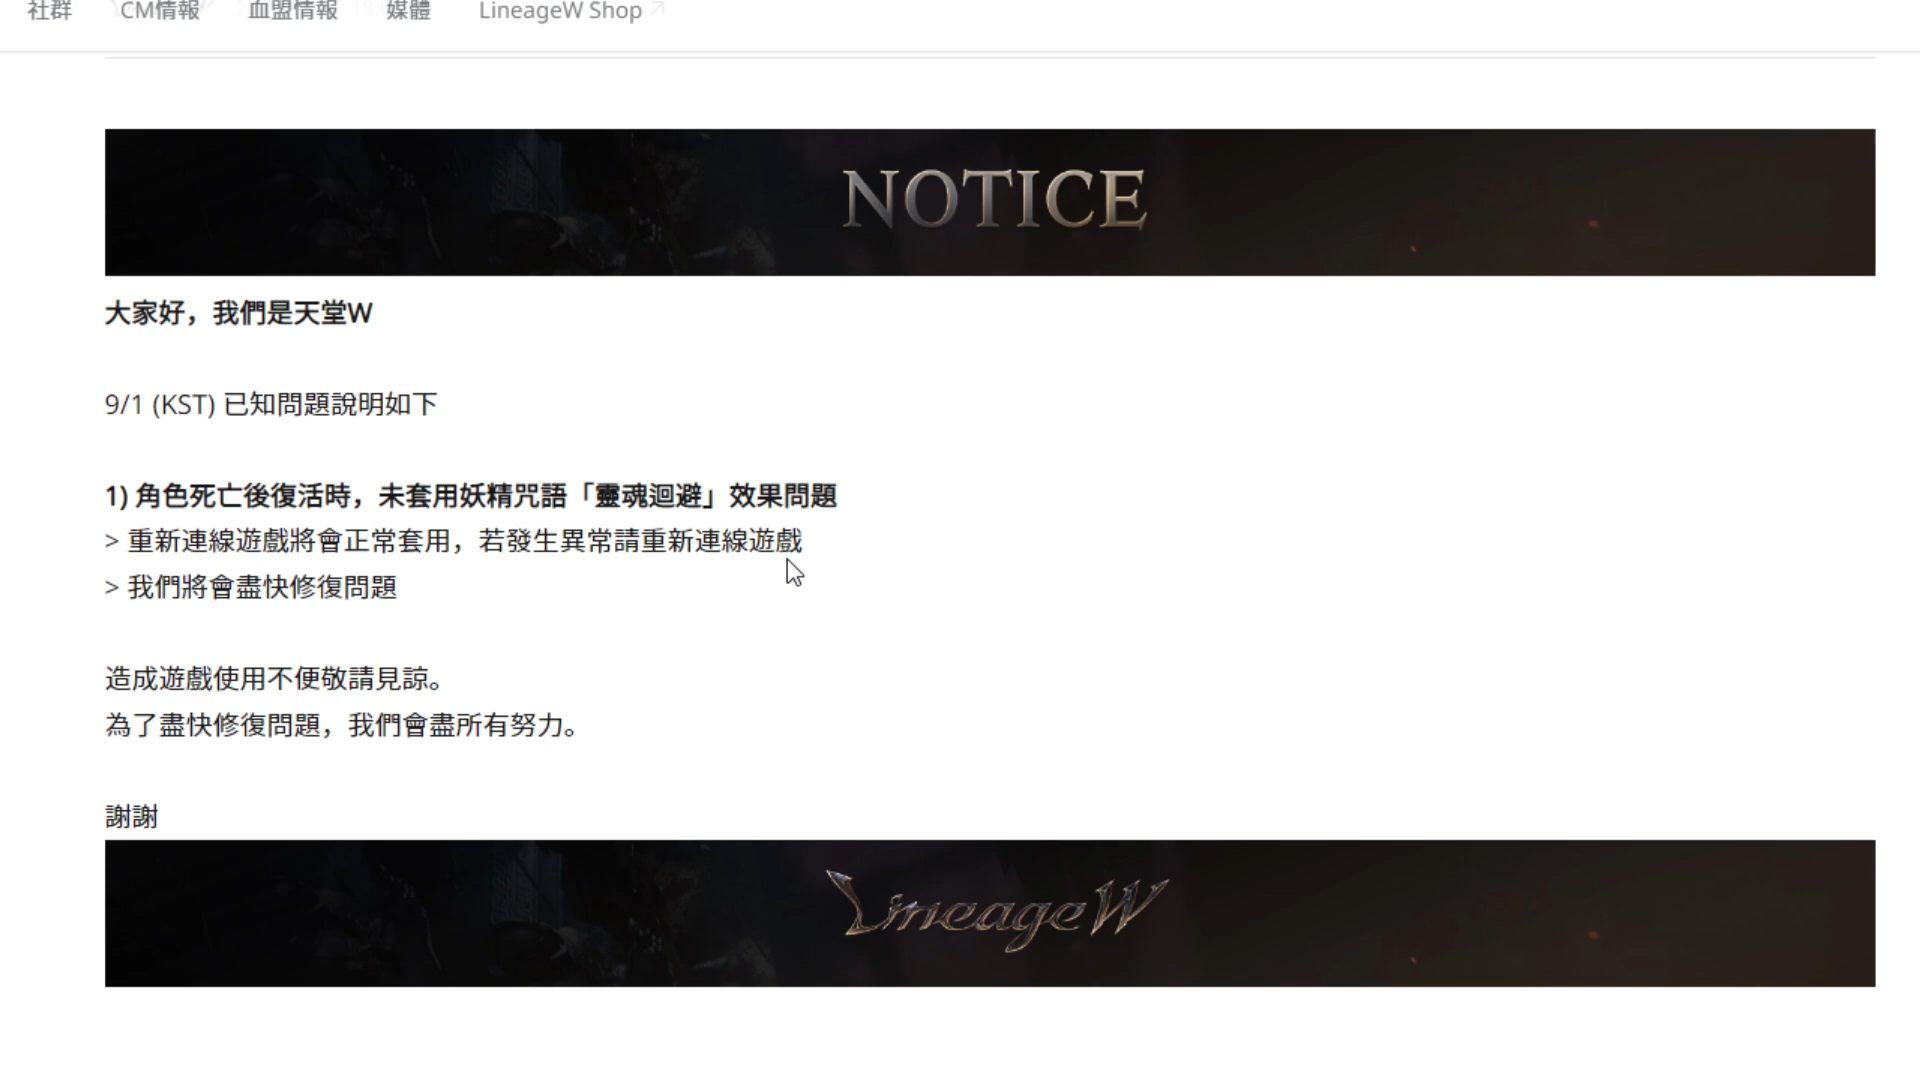 社群 CM情報 血盟情報 媒體 LineageW Shop
NOTICE
大家好，我們是天堂W
9/1 (KST) 已知問題說明如下
1) 角色死亡後復活時，未套用妖精咒語「靈魂迴避」效果問題
> 重新連線遊戲將會正常套用，若發生異常請重新連線遊戲
> 我們將會盡快修復問題
造成遊戲使用不便敬請見諒。
為了盡快修復問題，我們會盡所有努力。
謝謝
LineageW